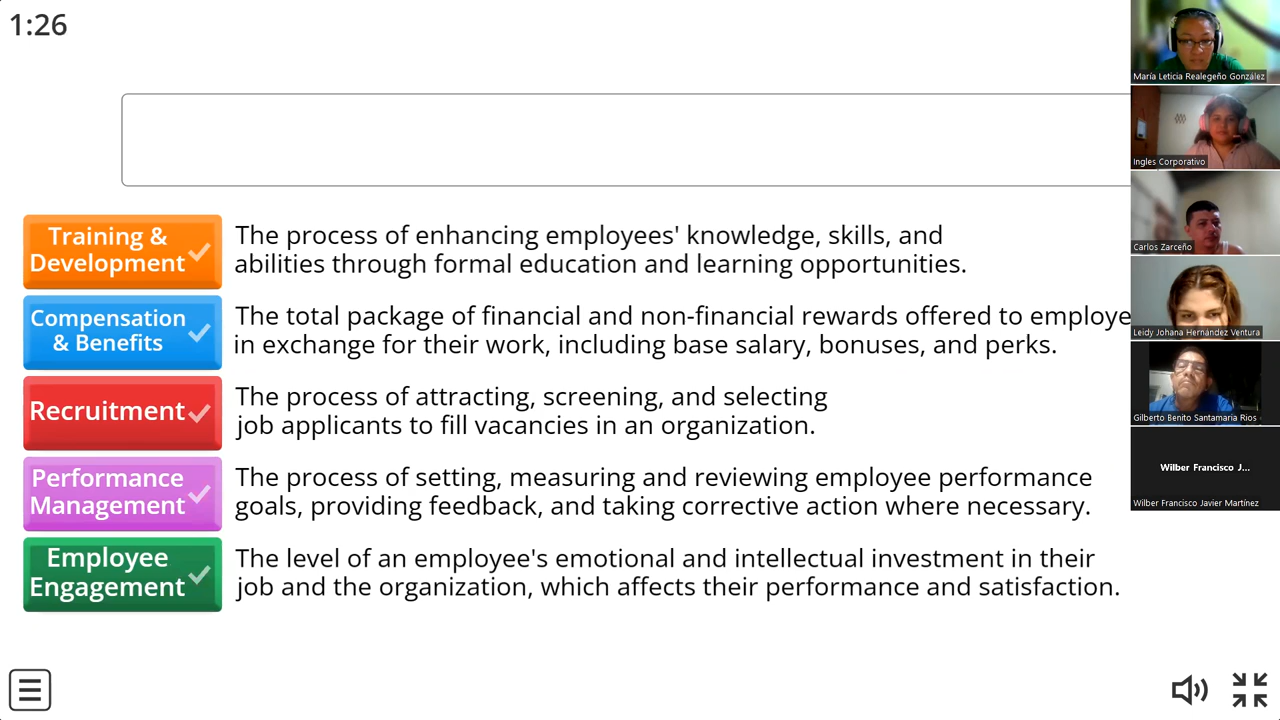 1:26
María Leticia Realegeño González
Ingles Corporativo
Carlos Zarceño
Leidy Johana Hernández Ventura
Gilberto Benito Santamaria Rios
Wilber Francisco J...
Wilber Francisco Javier Martínez
Training &
Development
The process of enhancing employees' knowledge, skills, and
abilities through formal education and learning opportunities.
Compensation
& Benefits
The total package of financial and non-financial rewards offered to employe
in exchange for their work, including base salary, bonuses, and perks.
Recruitment
The process of attracting, screening, and selecting
job applicants to fill vacancies in an organization.
Performance
Management
The process of setting, measuring and reviewing employee performance
goals, providing feedback, and taking corrective action where necessary.
Employee
Engagement
The level of an employee's emotional and intellectual investment in their
job and the organization, which affects their performance and satisfaction.